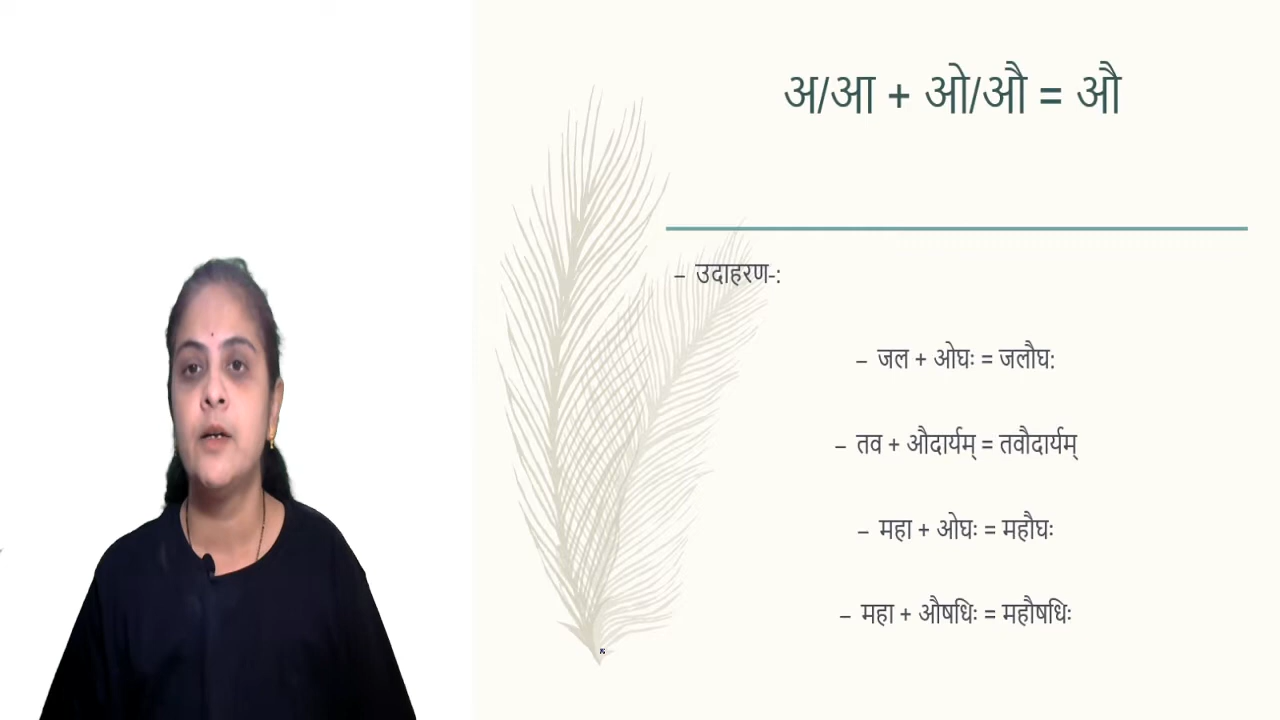 अ/आ + ओ/औ = औ
– उदाहरण-:
– जल + ओघः = जलौघ:
– तव + औदार्यम् = तवौदार्यम्
– महा + ओघः = महौघः
– महा + औषधिः = महौषधिः